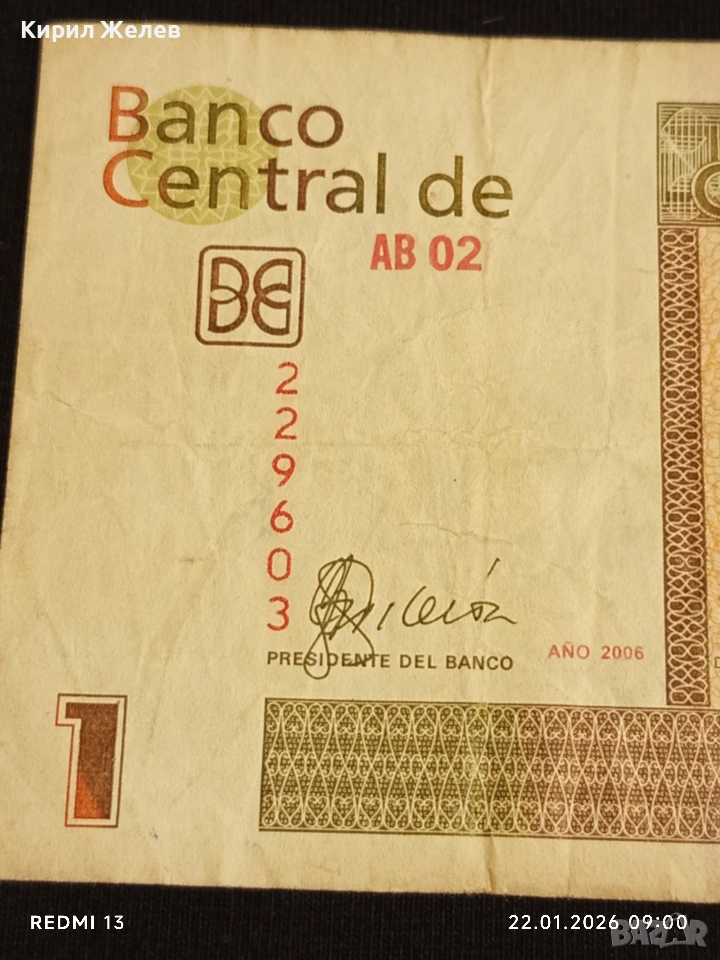 Кирил Желев
Banco
Central de
AB 02
2
2
9
6
0
3
PRESIDENTE DEL BANCO
AÑO 2006
1
REDMI 13
22.01.2026 09:00
BAZAR